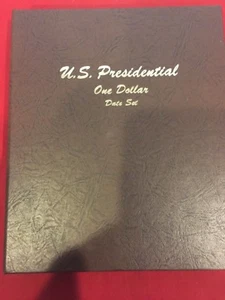 U.S. Presidential
One Dollar
Date Set